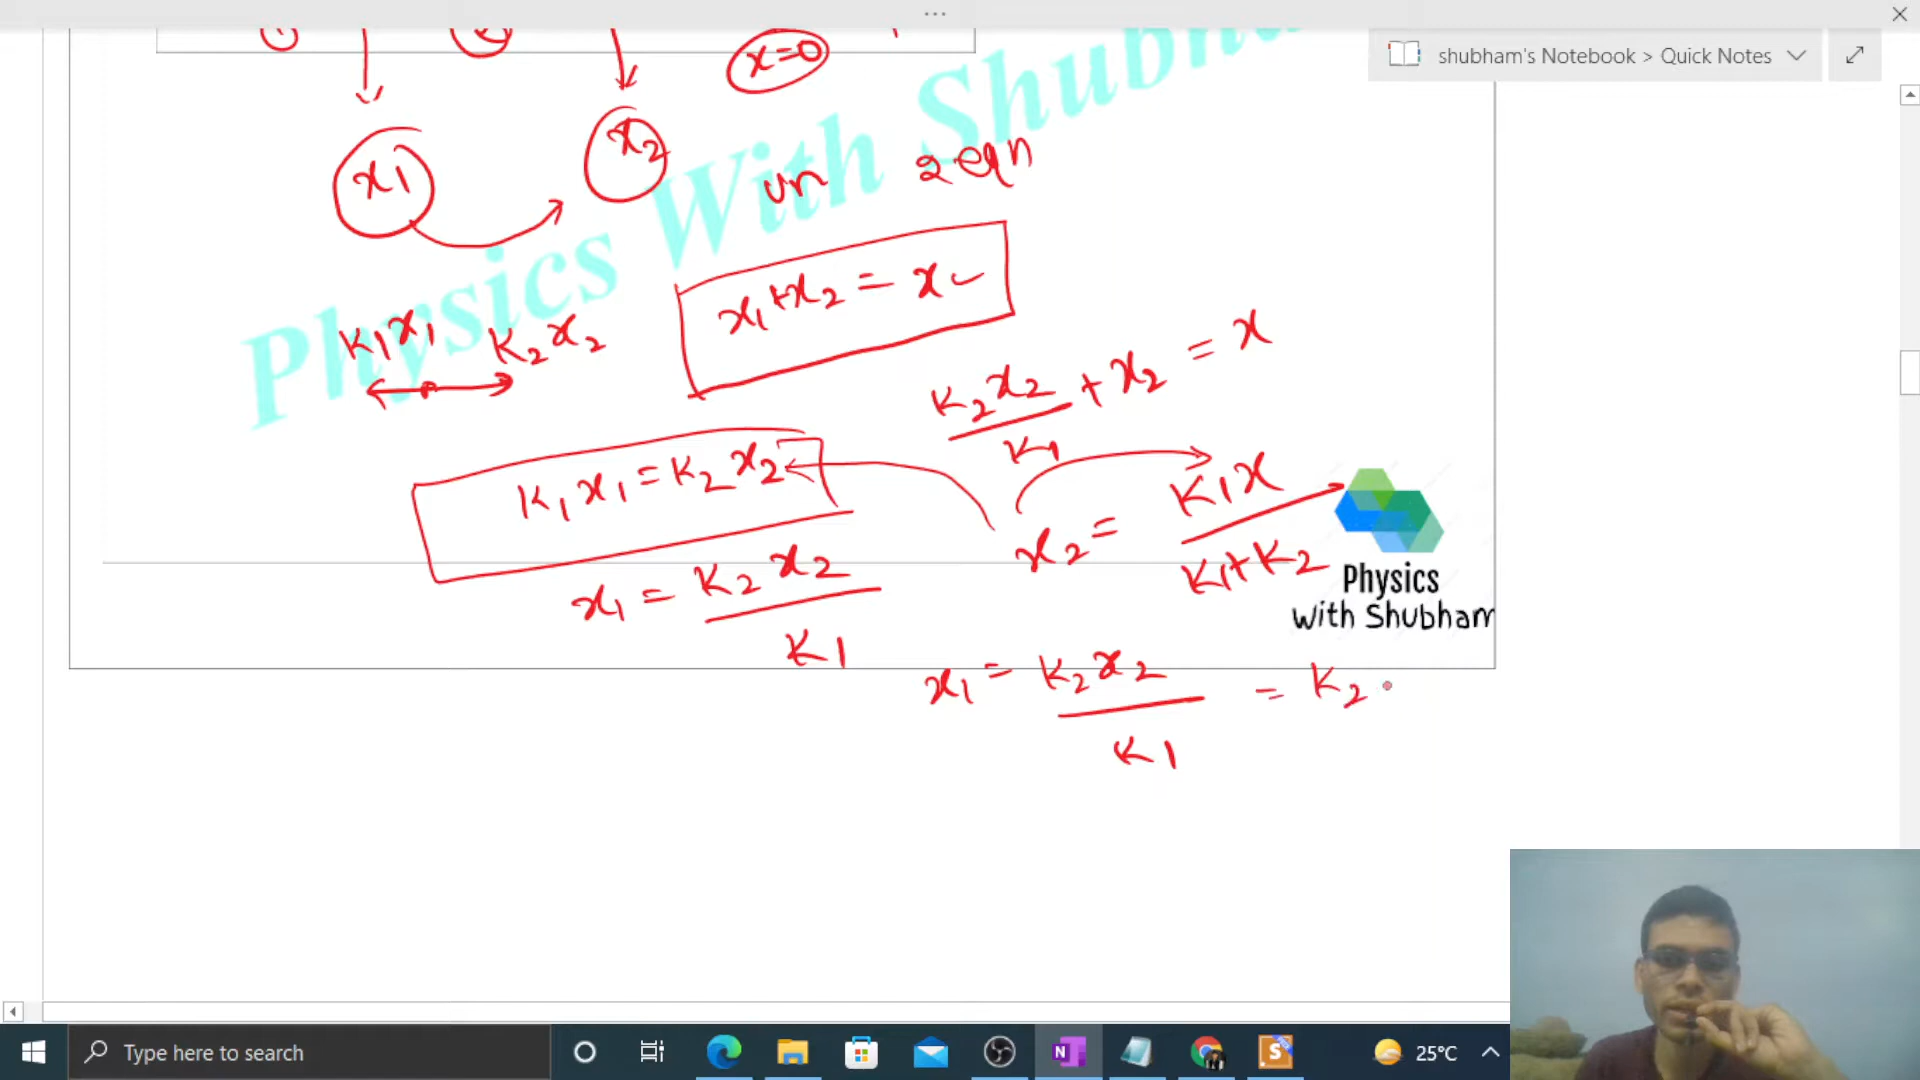 shubham's Notebook > Quick Notes
x=0
x1
x2
un 2 eqn
Physics With Shubha
x1+x2 = x
K1x1 K2x2
K2x2/K1 + x2 = x
K1x1 = K2x2
x2 = K1x/K1+K2
x1 = K2x2/K1
Physics
With Shubham
x1 = K2x2/K1 = K2
Type here to search
25°C